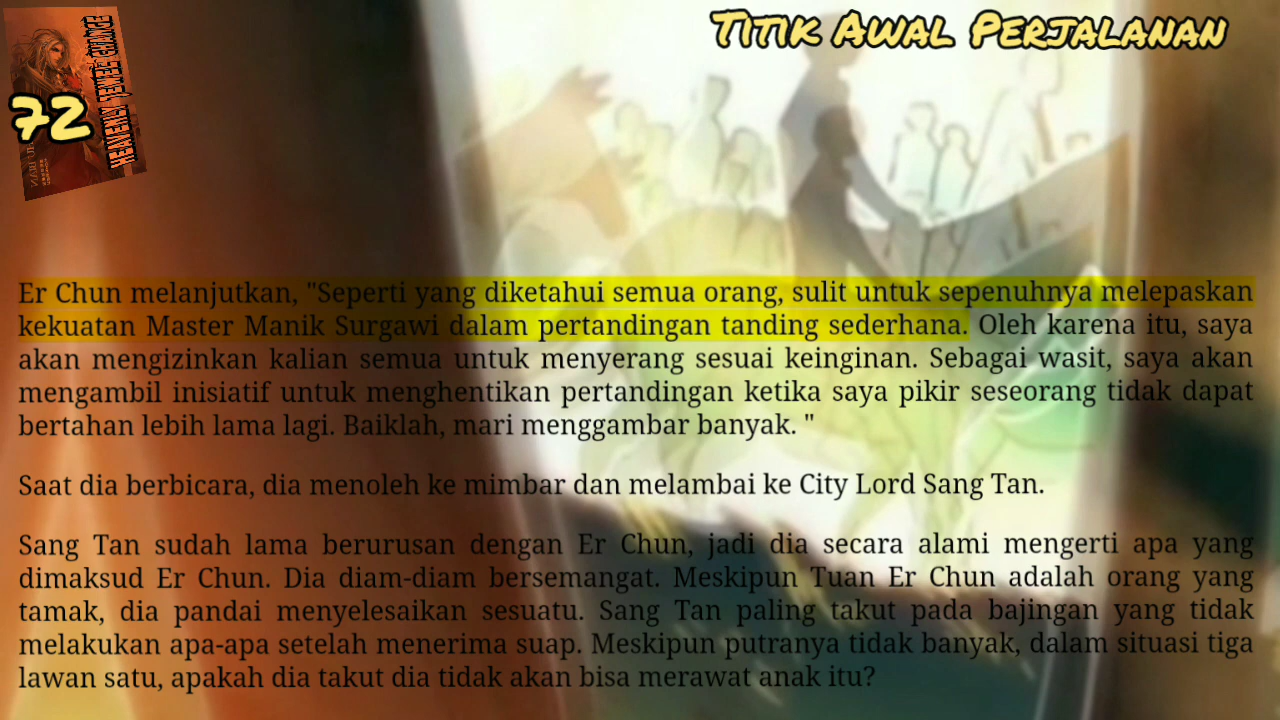 Titik Awal Perjalanan
72
HEAVENLY JEWEL CHANGE
Er Chun melanjutkan, "Seperti yang diketahui semua orang, sulit untuk sepenuhnya melepaskan
kekuatan Master Manik Surgawi dalam pertandingan tanding sederhana. Oleh karena itu, saya
akan mengizinkan kalian semua untuk menyerang sesuai keinginan. Sebagai wasit, saya akan
mengambil inisiatif untuk menghentikan pertandingan ketika saya pikir seseorang tidak dapat
bertahan lebih lama lagi. Baiklah, mari menggambar banyak. "
Saat dia berbicara, dia menoleh ke mimbar dan melambai ke City Lord Sang Tan.
Sang Tan sudah lama berurusan dengan Er Chun, jadi dia secara alami mengerti apa yang
dimaksud Er Chun. Dia diam-diam bersemangat. Meskipun Tuan Er Chun adalah orang yang
tamak, dia pandai menyelesaikan sesuatu. Sang Tan paling takut pada bajingan yang tidak
melakukan apa-apa setelah menerima suap. Meskipun putranya tidak banyak, dalam situasi tiga
lawan satu, apakah dia takut dia tidak akan bisa merawat anak itu?